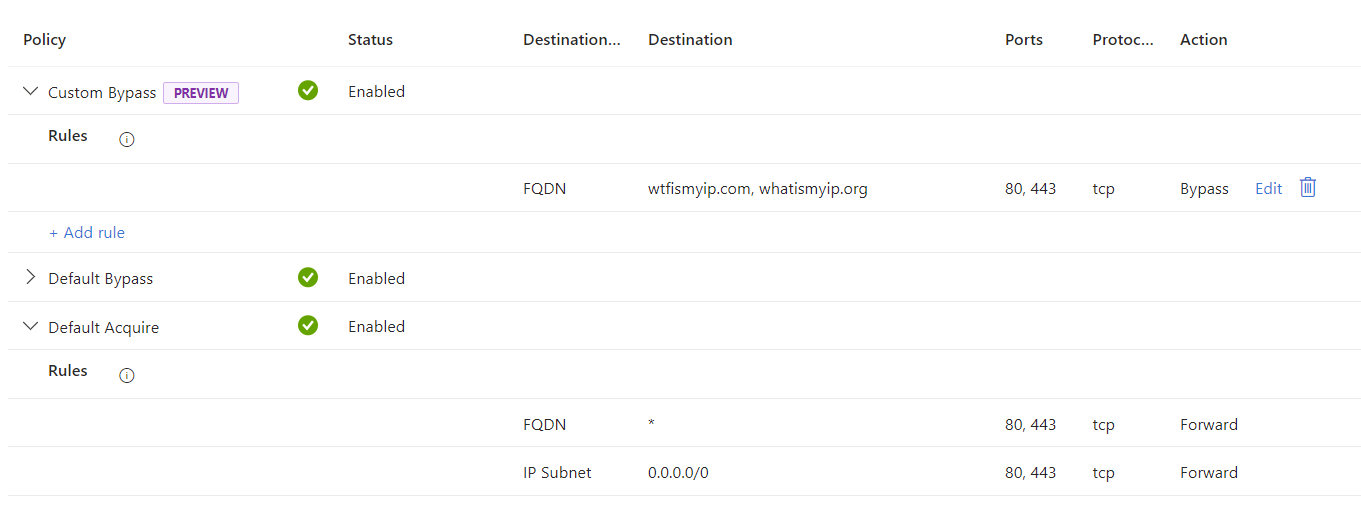 Policy Status Destination... Destination Ports Protoc... Action
Custom Bypass PREVIEW Enabled
Rules
FQDN wtfismyip.com, whatismyip.org 80, 443 tcp Bypass Edit
+ Add rule
Default Bypass Enabled
Default Acquire Enabled
Rules
FQDN * 80, 443 tcp Forward
IP Subnet 0.0.0.0/0 80, 443 tcp Forward